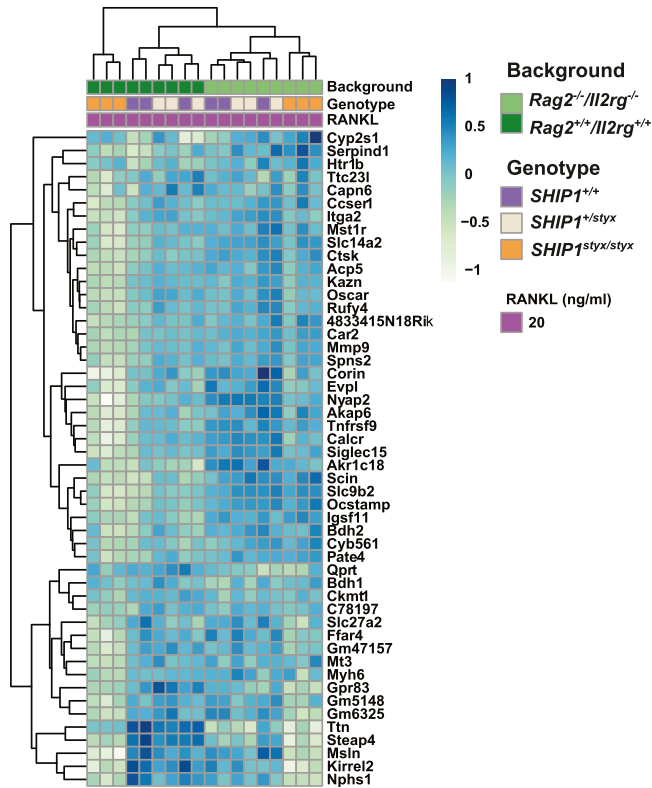 Background
Genotype
RANKL
Cyp2s1
Serpind1
Htr1b
Ttc23l
Capn6
Ccser1
Itga2
Mst1r
Slc14a2
Ctsk
Acp5
Kazn
Oscar
Rufy4
4833415N18Rik
Car2
Mmp9
Spns2
Corin
Evpl
Nyap2
Akap6
Tnfrsf9
Calcr
Siglec15
Akr1c18
Scin
Slc9b2
Ocstamp
Igsf11
Bdh2
Cyb561
Pate4
Qprt
Bdh1
Ckmt1
C78197
Slc27a2
Ffar4
Gm47157
Mt3
Myh6
Gpr83
Gm5148
Gm6325
Ttn
Steap4
Msln
Kirrel2
Nphs1
1
0.5
0
−0.5
−1
Background
Rag2-/-/Il2rg-/-
Rag2+/+/Il2rg+/+
Genotype
SHIP1+/+
SHIP1+/styx
SHIP1styx/styx
RANKL (ng/ml)
20